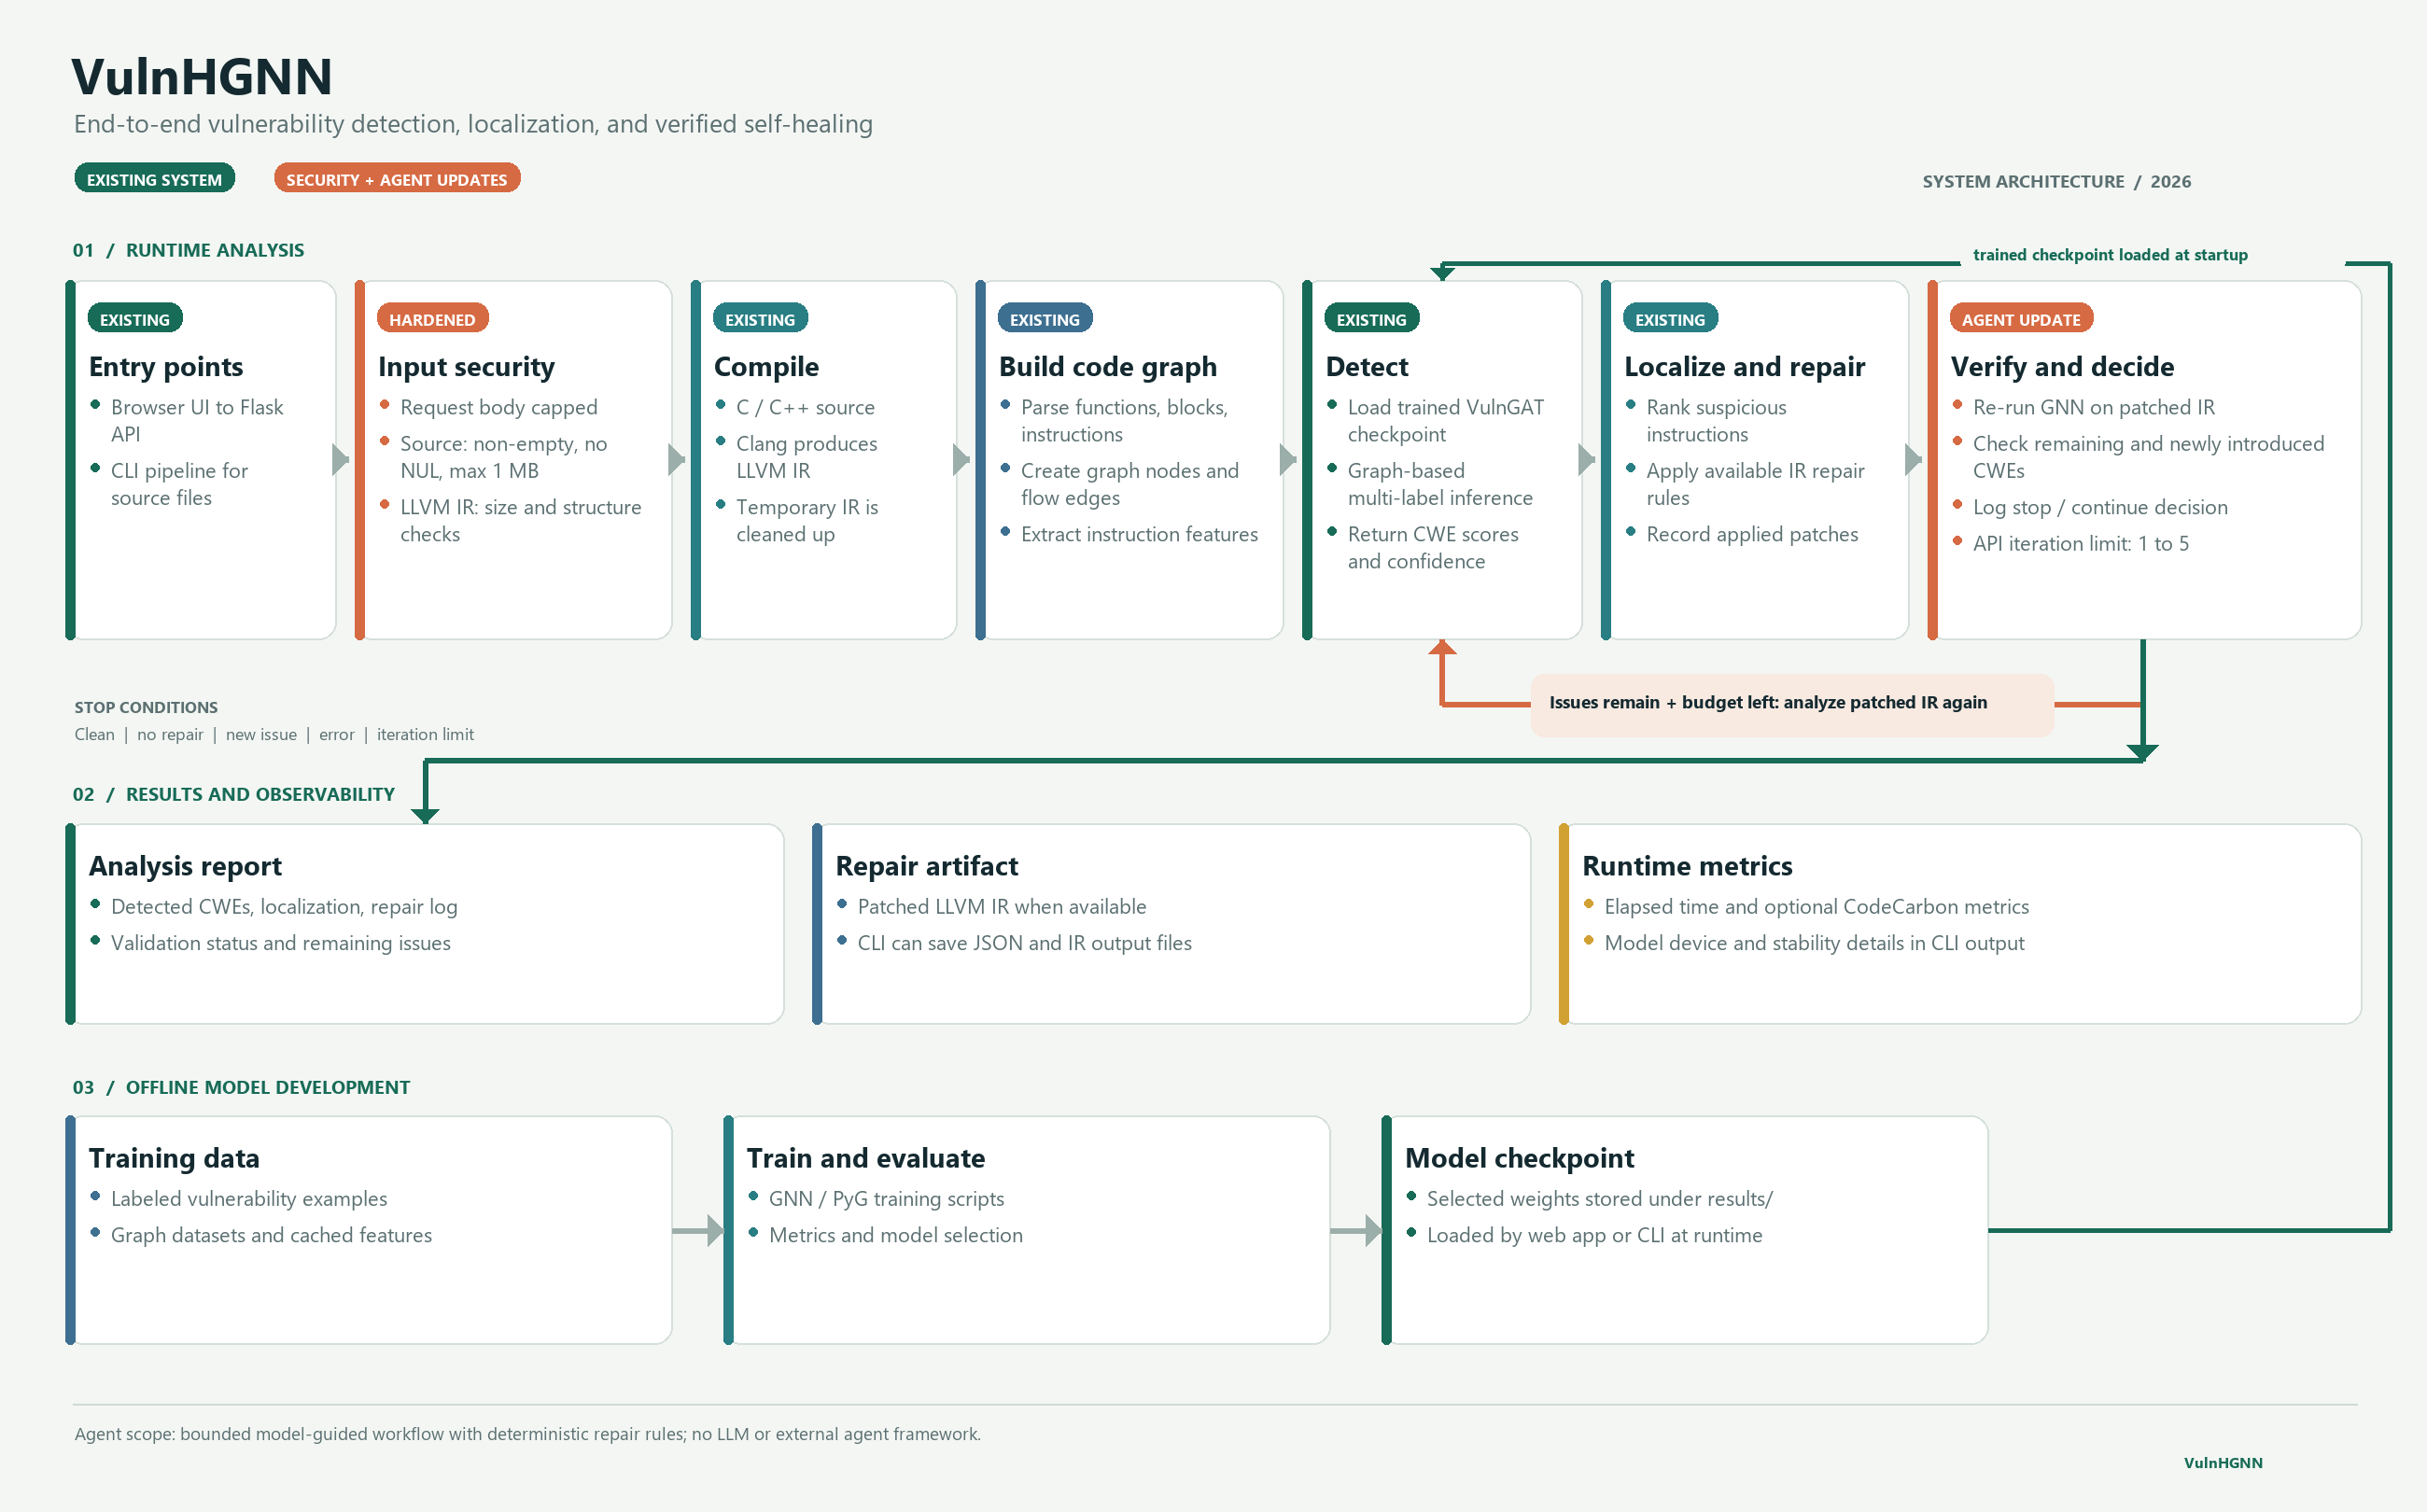 VulnHGNN
End-to-end vulnerability detection, localization, and verified self-healing
EXISTING SYSTEM
SECURITY + AGENT UPDATES
SYSTEM ARCHITECTURE / 2026
01 / RUNTIME ANALYSIS
trained checkpoint loaded at startup
EXISTING
Entry points
Browser UI to Flask
API
CLI pipeline for
source files
HARDENED
Input security
Request body capped
Source: non-empty, no
NUL, max 1 MB
LLVM IR: size and structure
checks
EXISTING
Compile
C / C++ source
Clang produces
LLVM IR
Temporary IR is
cleaned up
EXISTING
Build code graph
Parse functions, blocks,
instructions
Create graph nodes and
flow edges
Extract instruction features
EXISTING
Detect
Load trained VulnGAT
checkpoint
Graph-based
multi-label inference
Return CWE scores
and confidence
EXISTING
Localize and repair
Rank suspicious
instructions
Apply available IR repair
rules
Record applied patches
AGENT UPDATE
Verify and decide
Re-run GNN on patched IR
Check remaining and newly introduced
CWEs
Log stop / continue decision
API iteration limit: 1 to 5
Issues remain + budget left: analyze patched IR again
STOP CONDITIONS
Clean | no repair | new issue | error | iteration limit
02 / RESULTS AND OBSERVABILITY
Analysis report
Detected CWEs, localization, repair log
Validation status and remaining issues
Repair artifact
Patched LLVM IR when available
CLI can save JSON and IR output files
Runtime metrics
Elapsed time and optional CodeCarbon metrics
Model device and stability details in CLI output
03 / OFFLINE MODEL DEVELOPMENT
Training data
Labeled vulnerability examples
Graph datasets and cached features
Train and evaluate
GNN / PyG training scripts
Metrics and model selection
Model checkpoint
Selected weights stored under results/
Loaded by web app or CLI at runtime
Agent scope: bounded model-guided workflow with deterministic repair rules; no LLM or external agent framework.
VulnHGNN